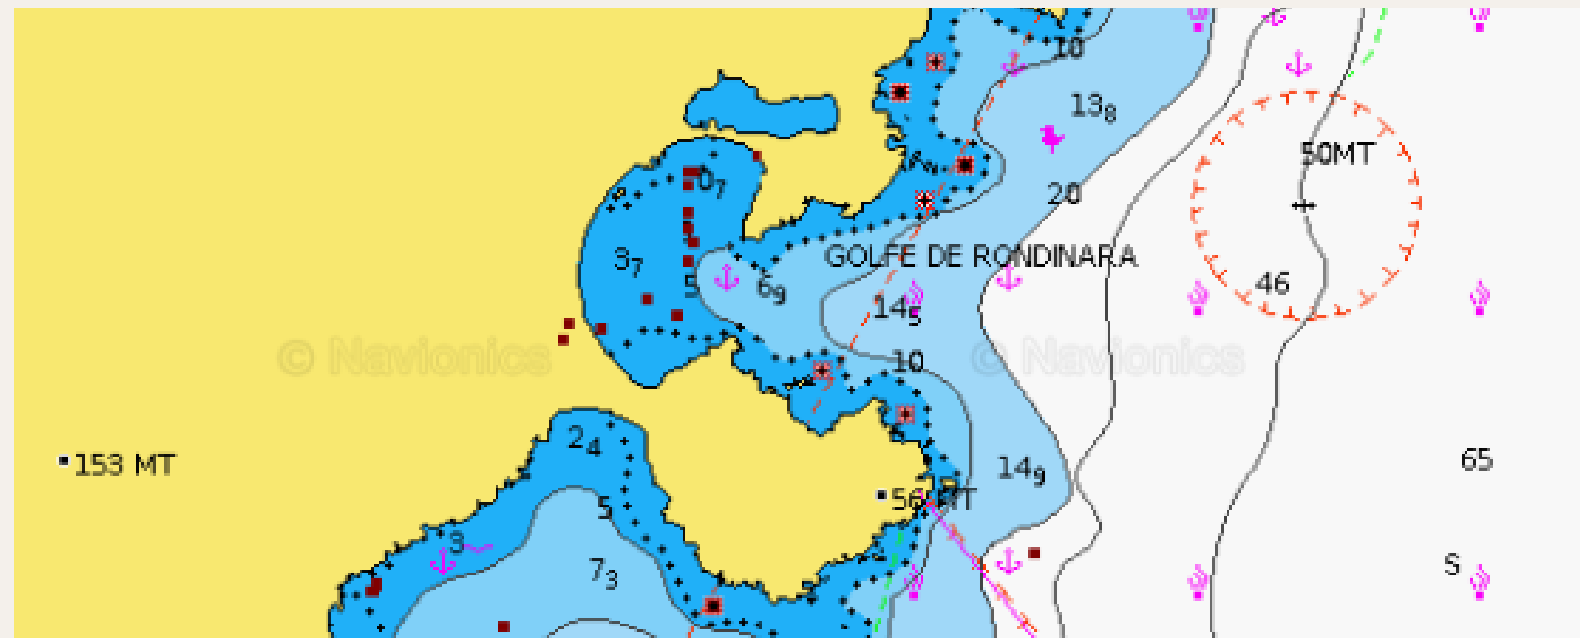 10
13₈
50MT
0₇
20
GOLFE DE RONDINARA
3₇
5
6₉
46
14₅
© Navionics
© Navionics
10
2₄
153 MT
14₉
65
56 MT
5
3
7₃
S